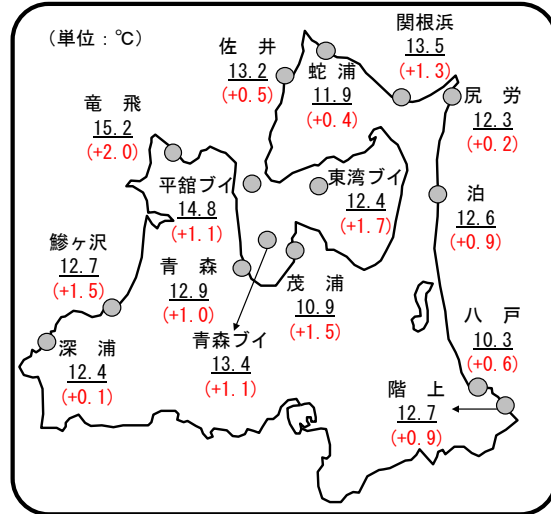 (単位：℃)
関根浜
13.5
(+1.3)
佐井
13.2
(+0.5)
蛇浦
11.9
(+0.4)
尻労
12.3
(+0.2)
竜飛
15.2
(+2.0)
平舘ブイ
14.8
(+1.1)
東湾ブイ
12.4
(+1.7)
泊
12.6
(+0.9)
鰺ヶ沢
12.7
(+1.5)
青森
12.9
(+1.0)
茂浦
10.9
(+1.5)
八戸
10.3
(+0.6)
青森ブイ
13.4
(+1.1)
深浦
12.4
(+0.1)
階上
12.7
(+0.9)